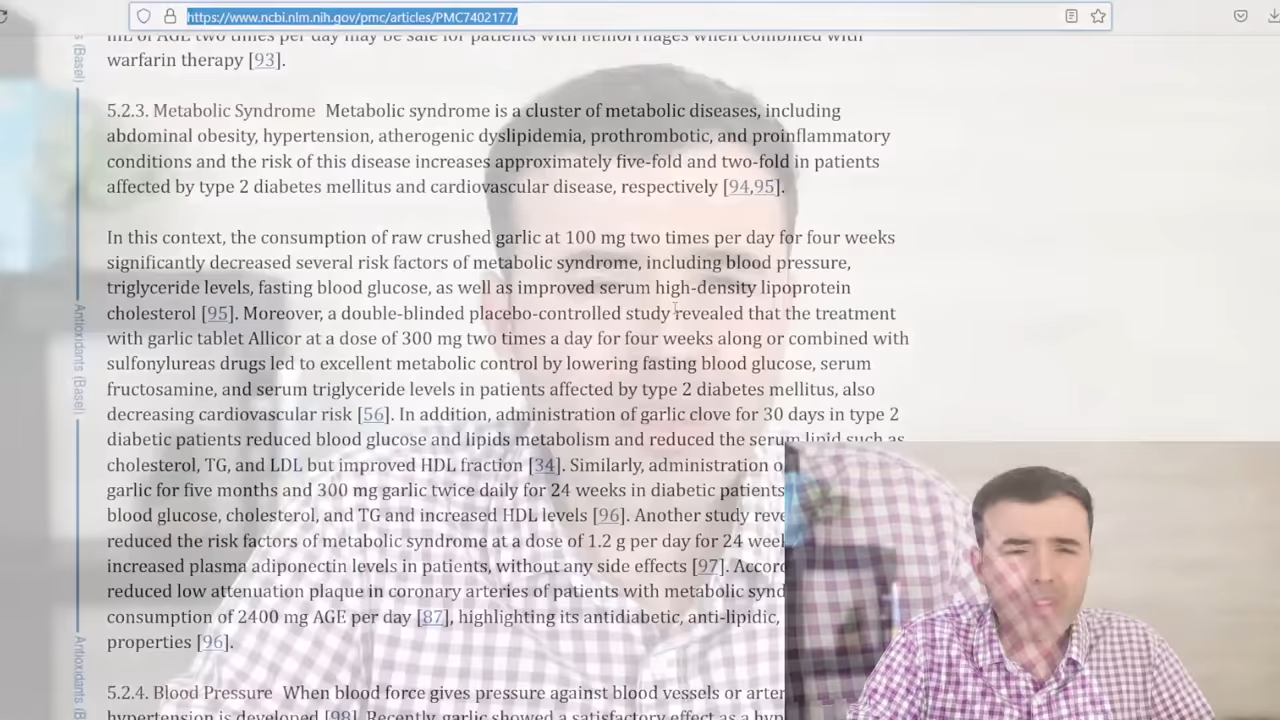 https://www.ncbi.nlm.nih.gov/pmc/articles/PMC7402177/
mL of AGE two times per day may be safe for patients with hemorrhages when combined with
warfarin therapy [93].
5.2.3. Metabolic Syndrome Metabolic syndrome is a cluster of metabolic diseases, including
abdominal obesity, hypertension, atherogenic dyslipidemia, prothrombotic, and proinflammatory
conditions and the risk of this disease increases approximately five-fold and two-fold in patients
affected by type 2 diabetes mellitus and cardiovascular disease, respectively [94,95].
In this context, the consumption of raw crushed garlic at 100 mg two times per day for four weeks
significantly decreased several risk factors of metabolic syndrome, including blood pressure,
triglyceride levels, fasting blood glucose, as well as improved serum high-density lipoprotein
cholesterol [95]. Moreover, a double-blinded placebo-controlled study revealed that the treatment
with garlic tablet Allicor at a dose of 300 mg two times a day for four weeks along or combined with
sulfonylureas drugs led to excellent metabolic control by lowering fasting blood glucose, serum
fructosamine, and serum triglyceride levels in patients affected by type 2 diabetes mellitus, also
decreasing cardiovascular risk [56]. In addition, administration of garlic clove for 30 days in type 2
diabetic patients reduced blood glucose and lipids metabolism and reduced the serum lipid such as
cholesterol, TG, and LDL but improved HDL fraction [34]. Similarly, administration o
garlic for five months and 300 mg garlic twice daily for 24 weeks in diabetic patients
blood glucose, cholesterol, and TG and increased HDL levels [96]. Another study reve
reduced the risk factors of metabolic syndrome at a dose of 1.2 g per day for 24 week
increased plasma adiponectin levels in patients, without any side effects [97]. Accord
reduced low attenuation plaque in coronary arteries of patients with metabolic synd
consumption of 2400 mg AGE per day [87], highlighting its antidiabetic, anti-lipidic,
properties [96].
5.2.4. Blood Pressure When blood force gives pressure against blood vessels or arter
hypertension is developed [98]. Recently, garlic showed a satisfactory effect as a hyp
s (Basel)
Antioxidants (Basel)
Antioxidants (B